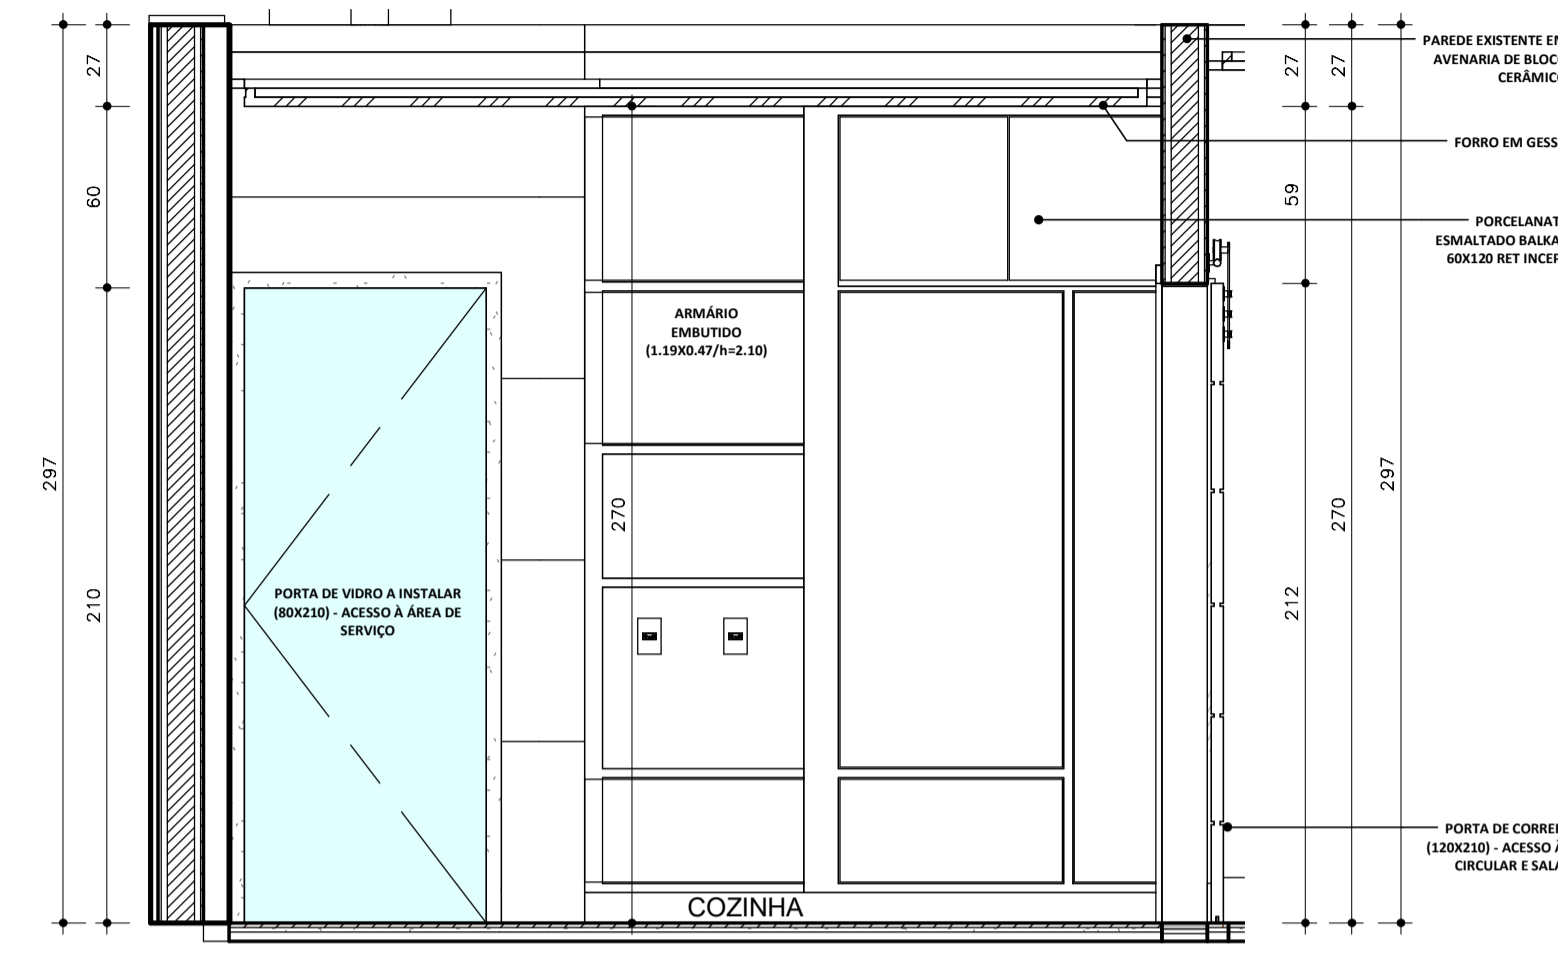 27
60
297
210
ARMÁRIO
EMBUTIDO
(1.19X0.47/h=2.10)
270
PORTA DE VIDRO A INSTALAR
(80X210) - ACESSO À ÁREA DE
SERVIÇO
COZINHA
27
27
59
212
270
297
PAREDE EXISTENTE EM
AVENARIA DE BLOC
CERÂMIC
FORRO EM GESS
PORCELANAT
ESMALTADO BALKA
60X120 RET INCEP
PORTA DE CORRE
(120X210) - ACESSO À
CIRCULAR E SALA